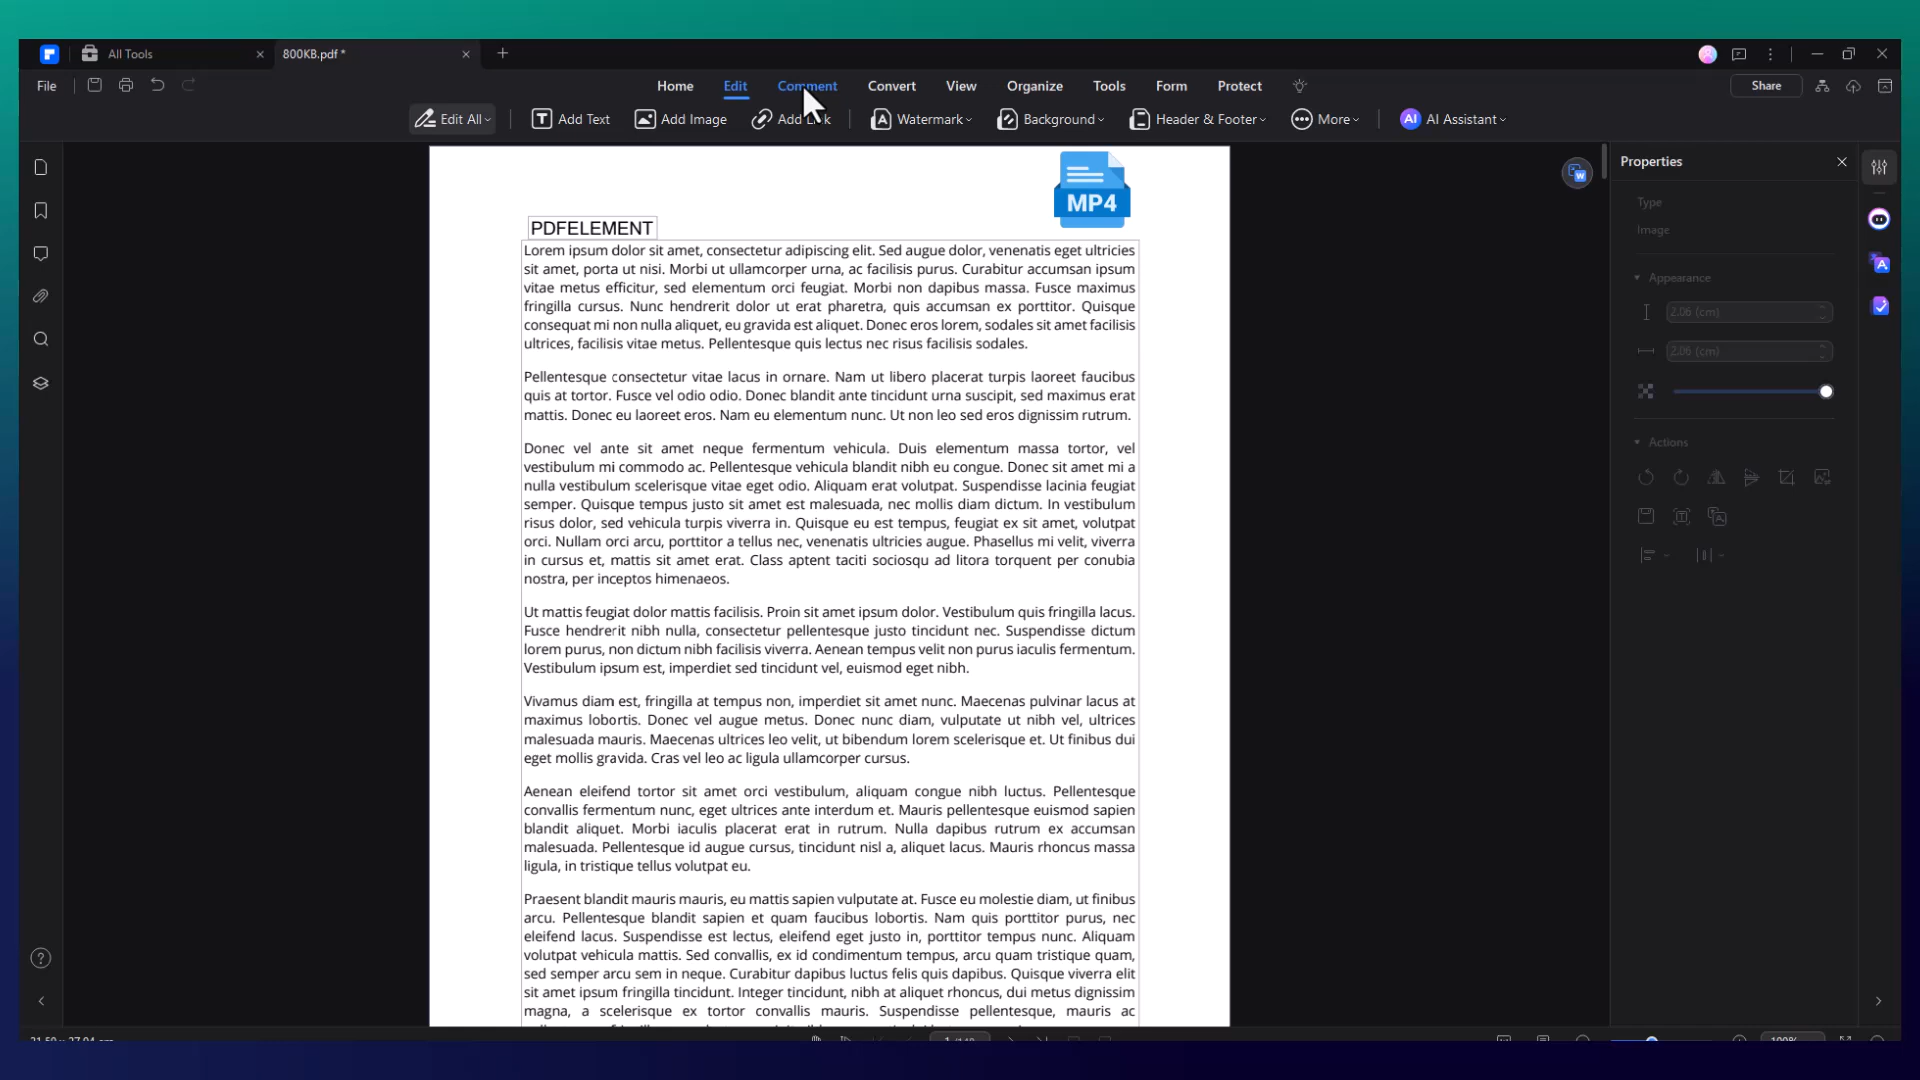 All Tools
800KB.pdf *
File
Home Edit Comment Convert View Organize Tools Form Protect
Share
Edit All
Add Text
Add Image
Add
Watermark
Background
Header & Footer
More
AI AI Assistant
Properties
Type
Image
Appearance
2.06 (cm)
2.06 (cm)
Actions
MP4
PDFELEMENT
Lorem ipsum dolor sit amet, consectetur adipiscing elit. Sed augue dolor, venenatis eget ultricies
sit amet, porta ut nisi. Morbi ut ullamcorper urna, ac facilisis purus. Curabitur accumsan ipsum
vitae metus efficitur, sed elementum orci feugiat. Morbi non dapibus massa. Fusce maximus
fringilla cursus. Nunc hendrerit dolor ut erat pharetra, quis accumsan ex porttitor. Quisque
consequat mi non nulla aliquet, eu gravida est aliquet. Donec eros lorem, sodales sit amet facilisis
ultrices, facilisis vitae metus. Pellentesque quis lectus nec risus facilisis sodales.
Pellentesque consectetur vitae lacus in ornare. Nam ut libero placerat turpis laoreet faucibus
quis at tortor. Fusce vel odio odio. Donec blandit ante tincidunt urna suscipit, sed maximus erat
mattis. Donec eu laoreet eros. Nam eu elementum nunc. Ut non leo sed eros dignissim rutrum.
Donec vel ante sit amet neque fermentum vehicula. Duis elementum massa tortor, vel
vestibulum mi commodo ac. Pellentesque vehicula blandit nibh eu congue. Donec sit amet mi a
nulla vestibulum scelerisque vitae eget odio. Aliquam erat volutpat. Suspendisse lacinia feugiat
semper. Quisque tempus justo sit amet est malesuada, nec mollis diam dictum. In vestibulum
risus dolor, sed vehicula turpis viverra in. Quisque eu est tempus, feugiat ex sit amet, volutpat
orci. Nullam orci arcu, porttitor a tellus nec, venenatis ultricies augue. Phasellus mi velit, viverra
in cursus et, mattis sit amet erat. Class aptent taciti sociosqu ad litora torquent per conubia
nostra, per inceptos himenaeos.
Ut mattis feugiat dolor mattis facilisis. Proin sit amet ipsum dolor. Vestibulum quis fringilla lacus.
Fusce hendrerit nibh nulla, consectetur pellentesque justo tincidunt nec. Suspendisse dictum
lorem purus, non dictum nibh facilisis viverra. Aenean tempus velit non purus iaculis fermentum.
Vestibulum ipsum est, imperdiet sed tincidunt vel, euismod eget nibh.
Vivamus diam est, fringilla at tempus non, imperdiet sit amet nunc. Maecenas pulvinar lacus at
maximus lobortis. Donec vel augue metus. Donec nunc diam, vulputate ut nibh vel, ultrices
malesuada mauris. Maecenas ultrices leo velit, ut bibendum lorem scelerisque et. Ut finibus dui
eget mollis gravida. Cras vel leo ac ligula ullamcorper cursus.
Aenean eleifend tortor sit amet orci vestibulum, aliquam congue nibh luctus. Pellentesque
convallis fermentum nunc, eget ultrices ante interdum et. Mauris pellentesque euismod sapien
blandit aliquet. Morbi iaculis placerat erat in rutrum. Nulla dapibus rutrum ex accumsan
malesuada. Pellentesque id augue cursus, tincidunt nisl a, aliquet lacus. Mauris rhoncus massa
ligula, in tristique tellus volutpat eu.
Praesent blandit mauris mauris, eu mattis sapien vulputate at. Fusce eu molestie diam, ut finibus
arcu. Pellentesque blandit sapien et quam faucibus lobortis. Nam quis porttitor purus, nec
eleifend lacus. Suspendisse est lectus, eleifend eget justo in, porttitor tempus nunc. Aliquam
volutpat vehicula mattis. Sed convallis, ex id condimentum tempus, arcu quam tristique quam,
sed semper arcu sem in neque. Curabitur dapibus luctus felis quis dapibus. Quisque viverra elit
sit amet ipsum fringilla tincidunt. Integer tincidunt, nibh at aliquet rhoncus, dui metus dignissim
magna, a scelerisque ex tortor convallis mauris. Suspendisse pellentesque, mauris ac